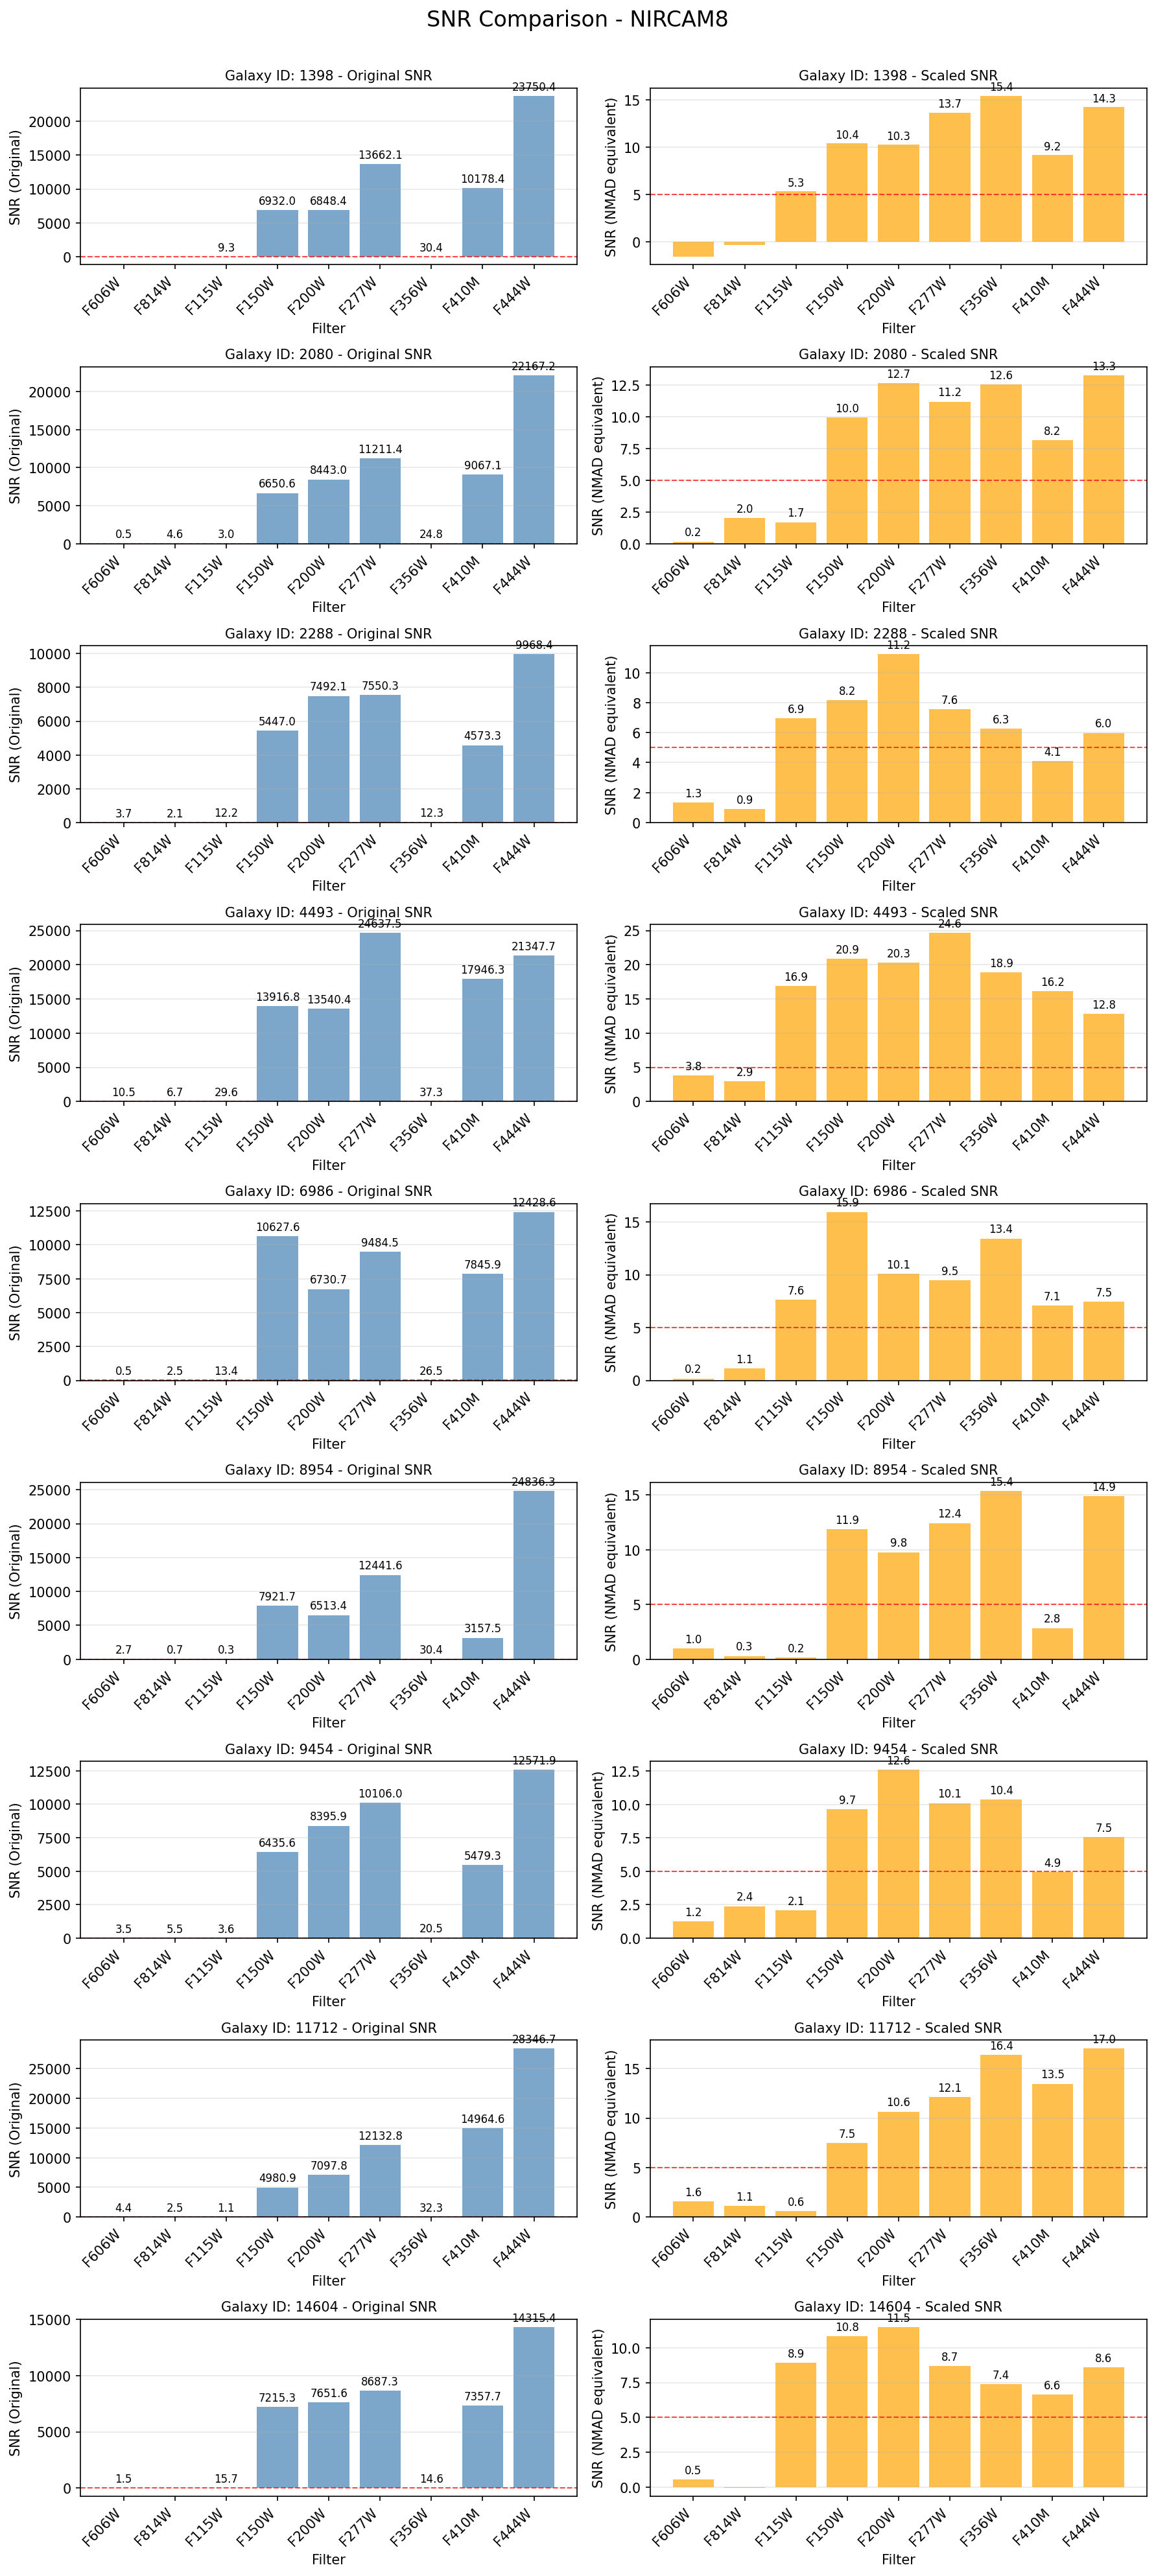 SNR Comparison - NIRCAM8
Galaxy ID: 1398 - Original SNR
SNR (Original)
20000
15000
10000
5000
0
9.3
6932.0
6848.4
13662.1
30.4
10178.4
23750.4
F606W
F814W
F115W
F150W
F200W
F277W
F356W
F410M
F444W
Filter
Galaxy ID: 1398 - Scaled SNR
SNR (NMAD equivalent)
15
10
5
0
5.3
10.4
10.3
13.7
15.4
9.2
14.3
F606W
F814W
F115W
F150W
F200W
F277W
F356W
F410M
F444W
Filter
Galaxy ID: 2080 - Original SNR
SNR (Original)
20000
15000
10000
5000
0
0.5
4.6
3.0
6650.6
8443.0
11211.4
24.8
9067.1
22167.2
F606W
F814W
F115W
F150W
F200W
F277W
F356W
F410M
F444W
Filter
Galaxy ID: 2080 - Scaled SNR
SNR (NMAD equivalent)
12.5
10.0
7.5
5.0
2.5
0.0
0.2
2.0
1.7
10.0
12.7
11.2
12.6
8.2
13.3
F606W
F814W
F115W
F150W
F200W
F277W
F356W
F410M
F444W
Filter
Galaxy ID: 2288 - Original SNR
SNR (Original)
10000
8000
6000
4000
2000
0
3.7
2.1
12.2
5447.0
7492.1
7550.3
12.3
4573.3
9968.4
F606W
F814W
F115W
F150W
F200W
F277W
F356W
F410M
F444W
Filter
Galaxy ID: 2288 - Scaled SNR
SNR (NMAD equivalent)
10
8
6
4
2
0
1.3
0.9
6.9
8.2
11.2
7.6
6.3
4.1
6.0
F606W
F814W
F115W
F150W
F200W
F277W
F356W
F410M
F444W
Filter
Galaxy ID: 4493 - Original SNR
SNR (Original)
25000
20000
15000
10000
5000
0
10.5
6.7
29.6
13916.8
13540.4
24637.5
37.3
17946.3
21347.7
F606W
F814W
F115W
F150W
F200W
F277W
F356W
F410M
F444W
Filter
Galaxy ID: 4493 - Scaled SNR
SNR (NMAD equivalent)
25
20
15
10
5
0
3.8
2.9
16.9
20.9
20.3
24.6
18.9
16.2
12.8
F606W
F814W
F115W
F150W
F200W
F277W
F356W
F410M
F444W
Filter
Galaxy ID: 6986 - Original SNR
SNR (Original)
12500
10000
7500
5000
2500
0
0.5
2.5
13.4
10627.6
6730.7
9484.5
26.5
7845.9
12428.6
F606W
F814W
F115W
F150W
F200W
F277W
F356W
F410M
F444W
Filter
Galaxy ID: 6986 - Scaled SNR
SNR (NMAD equivalent)
15
10
5
0
0.2
1.1
7.6
15.9
10.1
9.5
13.4
7.1
7.5
F606W
F814W
F115W
F150W
F200W
F277W
F356W
F410M
F444W
Filter
Galaxy ID: 8954 - Original SNR
SNR (Original)
25000
20000
15000
10000
5000
0
2.7
0.7
0.3
7921.7
6513.4
12441.6
30.4
3157.5
24836.3
F606W
F814W
F115W
F150W
F200W
F277W
F356W
F410M
F444W
Filter
Galaxy ID: 8954 - Scaled SNR
SNR (NMAD equivalent)
15
10
5
0
1.0
0.3
0.2
11.9
9.8
12.4
15.4
2.8
14.9
F606W
F814W
F115W
F150W
F200W
F277W
F356W
F410M
F444W
Filter
Galaxy ID: 9454 - Original SNR
SNR (Original)
12500
10000
7500
5000
2500
0
3.5
5.5
3.6
6435.6
8395.9
10106.0
20.5
5479.3
12571.9
F606W
F814W
F115W
F150W
F200W
F277W
F356W
F410M
F444W
Filter
Galaxy ID: 9454 - Scaled SNR
SNR (NMAD equivalent)
12.5
10.0
7.5
5.0
2.5
0.0
1.2
2.4
2.1
9.7
12.6
10.1
10.4
4.9
7.5
F606W
F814W
F115W
F150W
F200W
F277W
F356W
F410M
F444W
Filter
Galaxy ID: 11712 - Original SNR
SNR (Original)
25000
20000
15000
10000
5000
0
4.4
2.5
1.1
4980.9
7097.8
12132.8
32.3
14964.6
28346.7
F606W
F814W
F115W
F150W
F200W
F277W
F356W
F410M
F444W
Filter
Galaxy ID: 11712 - Scaled SNR
SNR (NMAD equivalent)
15
10
5
0
1.6
1.1
0.6
7.5
10.6
12.1
16.4
13.5
17.0
F606W
F814W
F115W
F150W
F200W
F277W
F356W
F410M
F444W
Filter
Galaxy ID: 14604 - Original SNR
SNR (Original)
15000
10000
5000
0
1.5
15.7
7215.3
7651.6
8687.3
14.6
7357.7
14315.4
F606W
F814W
F115W
F150W
F200W
F277W
F356W
F410M
F444W
Filter
Galaxy ID: 14604 - Scaled SNR
SNR (NMAD equivalent)
10.0
7.5
5.0
2.5
0.0
0.5
8.9
10.8
11.5
8.7
7.4
6.6
8.6
F606W
F814W
F115W
F150W
F200W
F277W
F356W
F410M
F444W
Filter